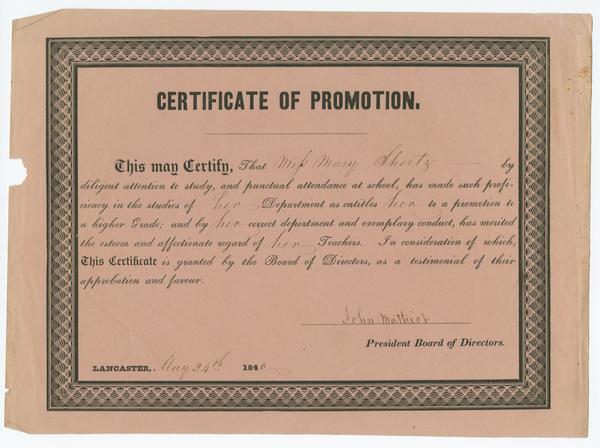 CERTIFICATE OF PROMOTION.
This may Certify, That Miss Mary Shertz by
diligent attention to study, and punctual attendance at school, has made such profi-
ciency in the studies of her Department as entitles her to a promotion to
a higher Grade; and by her correct deportment and exemplary conduct, has merited
the esteem and affectionate regard of her Teachers. In consideration of which,
This Certificate is granted by the Board of Directors, as a testimonial of their
approbation and favour.
John Mathiot
President Board of Directors.
LANCASTER, May 24th 1840